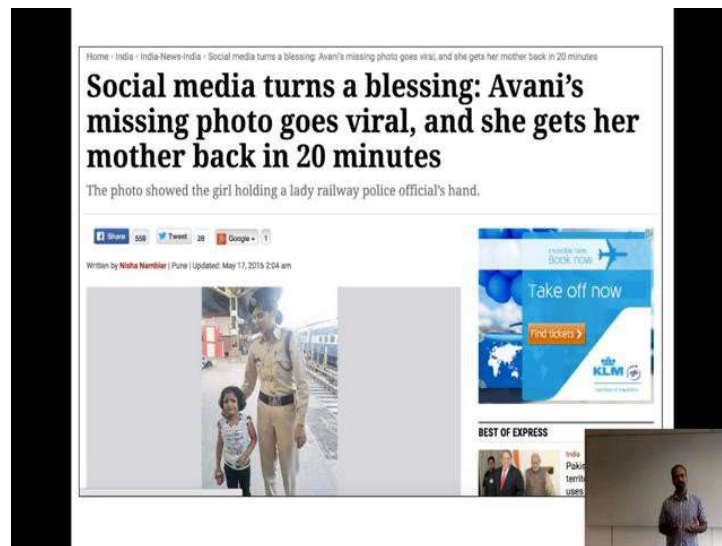 Home › India › India-News-India › Social media turns a blessing: Avani's missing photo goes viral, and she gets her mother back in 20 minutes
Social media turns a blessing: Avani's
missing photo goes viral, and she gets her
mother back in 20 minutes
The photo showed the girl holding a lady railway police official's hand.
Share 559 Tweet 28 Google + 1
Written by Nisha Nambiar | Pune | Updated: May 17, 2016 2:04 am
Book now
Take off now
Find tickets >
KLM
BEST OF EXPRESS
India
Pakis
territ
uses